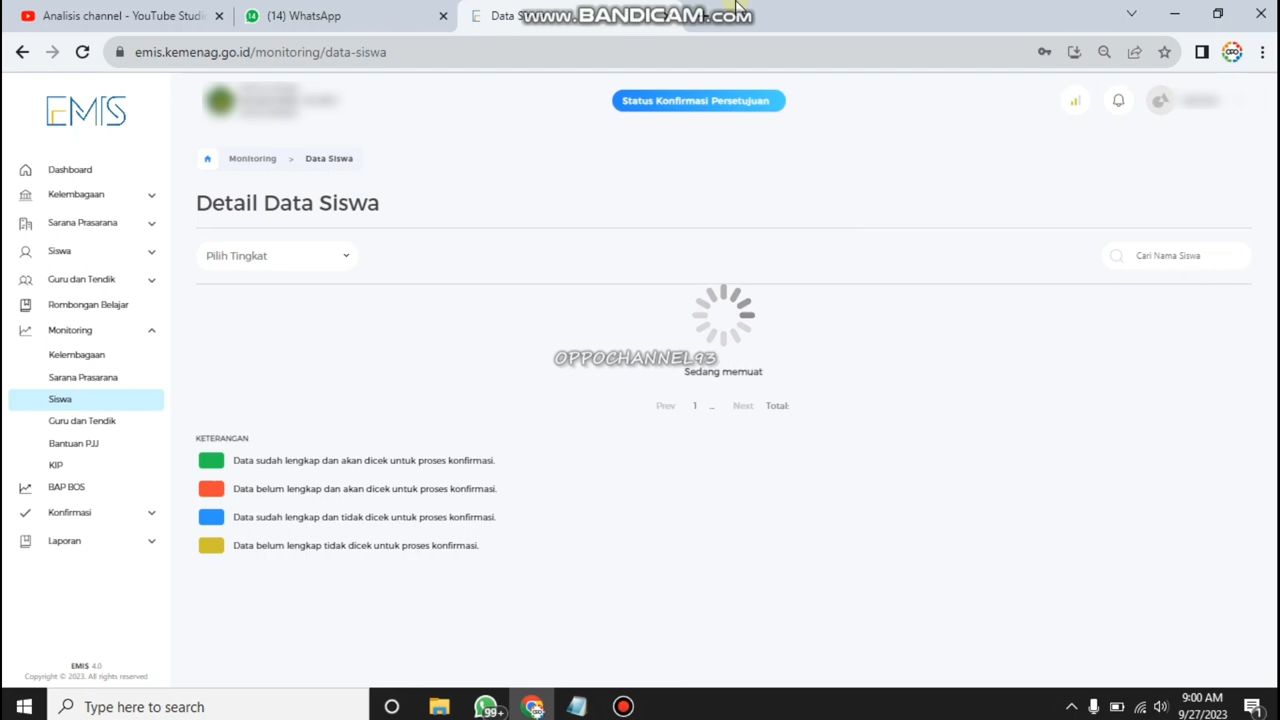 Analisis channel - YouTube Studi
(14) WhatsApp
Data S
www.BANDICAM.com
emis.kemenag.go.id/monitoring/data-siswa
EMIS
Status Konfirmasi Persetujuan
Monitoring > Data Siswa
Dashboard
Kelembagaan
Sarana Prasarana
Siswa
Guru dan Tendik
Rombongan Belajar
Monitoring
Kelembagaan
Sarana Prasarana
Siswa
Guru dan Tendik
Bantuan PJJ
KIP
BAP BOS
Konfirmasi
Laporan
EMIS 4.0
Copyright © 2023. All rights reserved
Detail Data Siswa
Pilih Tingkat
Cari Nama Siswa
OPPOCHANNEL93
Sedang memuat
Prev 1 ... Next Total:
KETERANGAN
Data sudah lengkap dan akan dicek untuk proses konfirmasi.
Data belum lengkap dan akan dicek untuk proses konfirmasi.
Data sudah lengkap dan tidak dicek untuk proses konfirmasi.
Data belum lengkap tidak dicek untuk proses konfirmasi.
Type here to search
99+
9:00 AM
9/27/2023
1